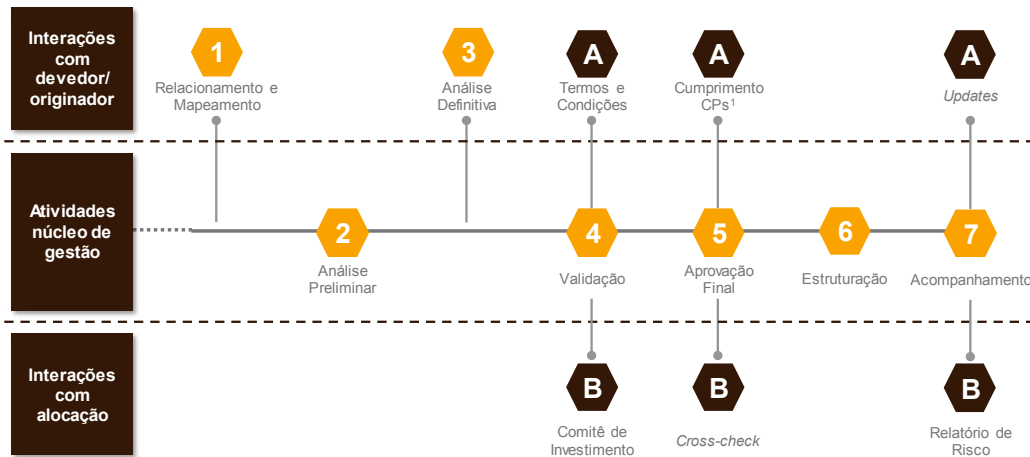 Interações
com
devedor/
originador
1
Relacionamento e
Mapeamento
3
Análise
Definitiva
A
Termos e
Condições
A
Cumprimento
CPs¹
A
Updates
Atividades
núcleo de
gestão
2
Análise
Preliminar
4
Validação
5
Aprovação
Final
6
Estruturação
7
Acompanhamento
Interações
com
alocação
B
Comitê de
Investimento
B
Cross-check
B
Relatório de
Risco